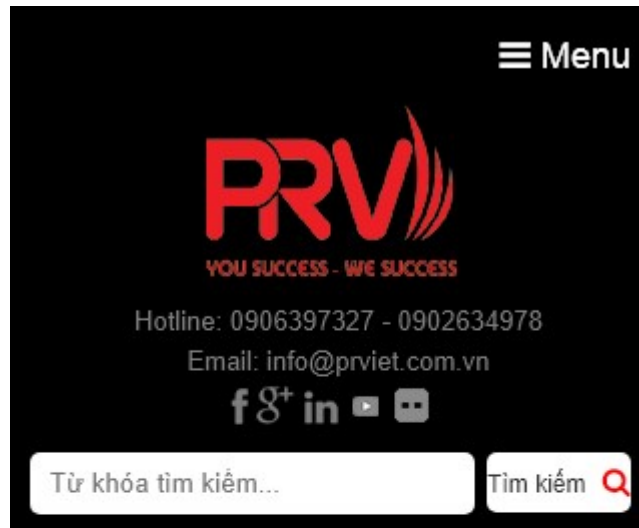 Menu
PRV
YOU SUCCESS - WE SUCCESS
Hotline: 0906397327 - 0902634978
Email: info@prviet.com.vn
f g+ in
Từ khóa tìm kiếm...
Tìm kiếm